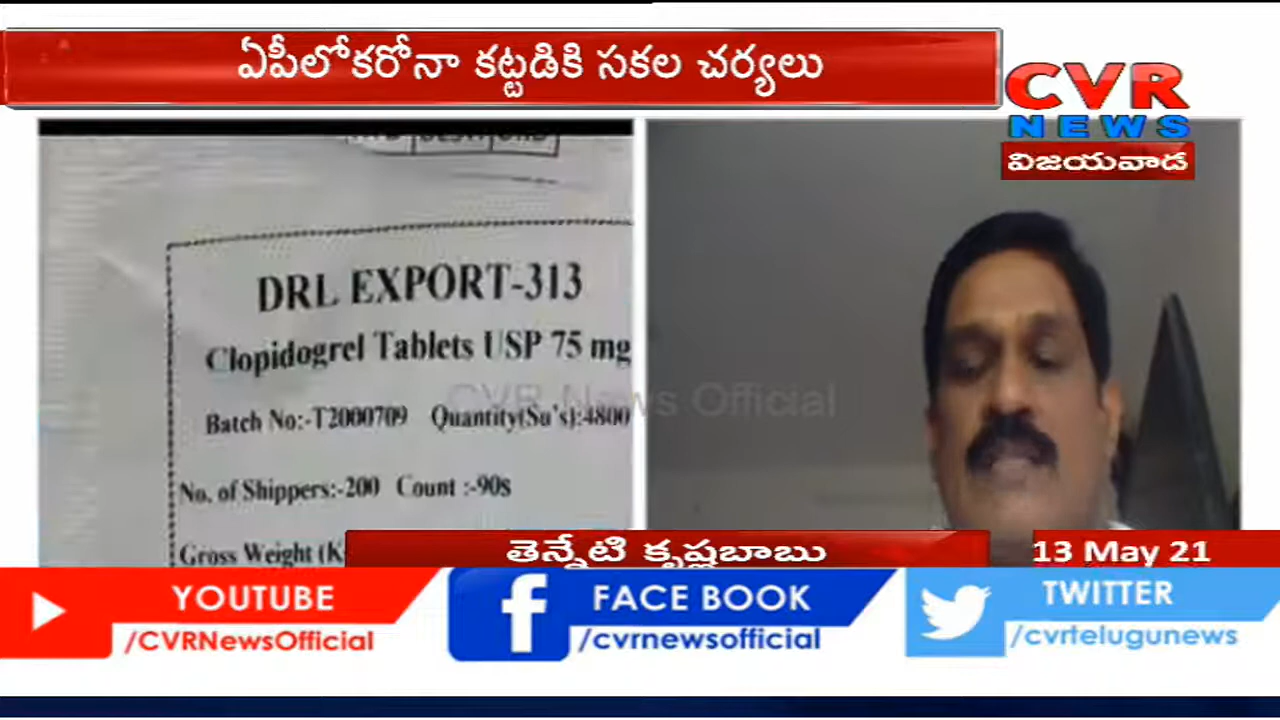 ఏపీలోకరోనా కట్టడికి సకల చర్యలు
CVR
NEWS
విజయవాడ
DRL EXPORT-313
Clopidogrel Tablets USP 75 mg
CVR News Official
Batch No:-T2000709 Quantity(Su's):4800
No. of Shippers:-200 Count :-90s
Gross Weight (K
తెన్నేటి కృష్ణబాబు
13 May 21
YOUTUBE
/CVRNewsOfficial
FACE BOOK
/cvrnewsofficial
TWITTER
/cvrtelugunews